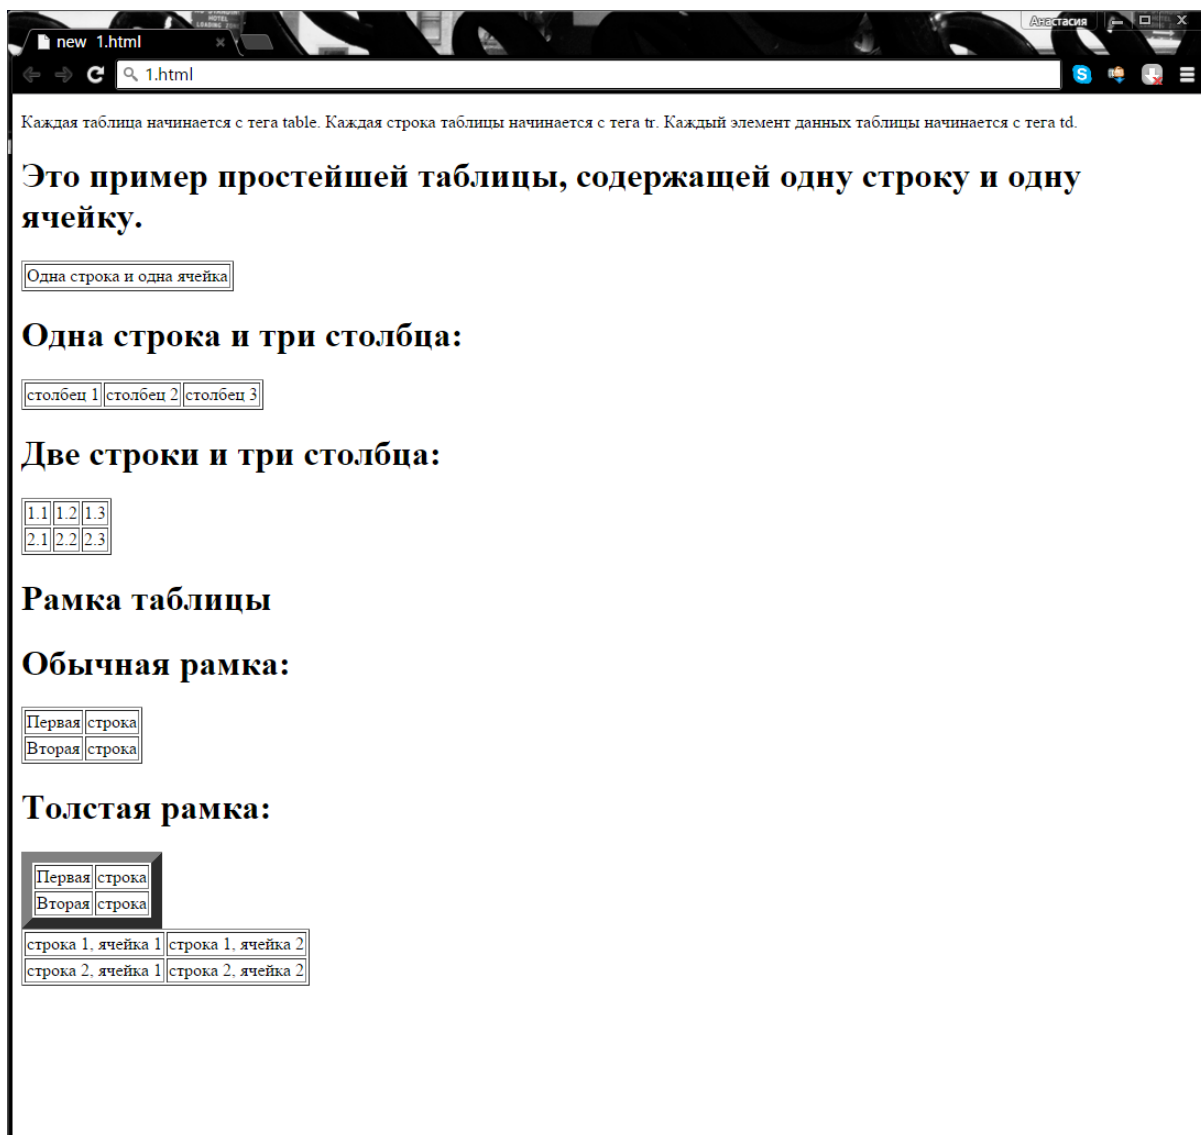 Анастасия
new 1.html
1.html
Каждая таблица начинается с тега table. Каждая строка таблицы начинается с тега tr. Каждый элемент данных таблицы начинается с тега td.
Это пример простейшей таблицы, содержащей одну строку и одну
ячейку.
Одна строка и одна ячейка
Одна строка и три столбца:
столбец 1 столбец 2 столбец 3
Две строки и три столбца:
1.1 1.2 1.3
2.1 2.2 2.3
Рамка таблицы
Обычная рамка:
Первая строка
Вторая строка
Толстая рамка:
Первая строка
Вторая строка
строка 1, ячейка 1 строка 1, ячейка 2
строка 2, ячейка 1 строка 2, ячейка 2